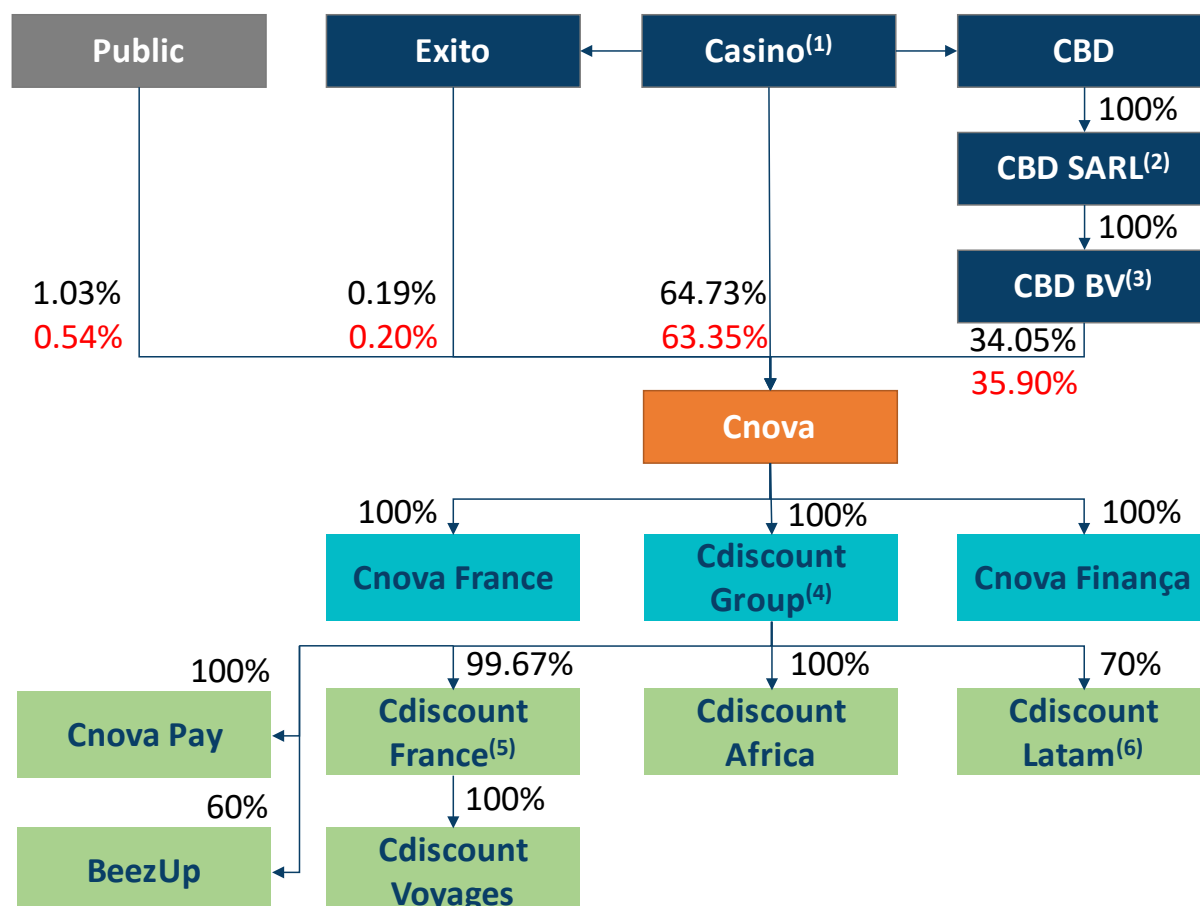 Public
Exito
Casino(1)
CBD
100%
CBD SARL(2)
100%
CBD BV(3)
1.03%
0.54%
0.19%
0.20%
64.73%
63.35%
34.05%
35.90%
Cnova
100%
100%
100%
Cnova France
Cdiscount
Group(4)
Cnova Finança
100%
99.67%
100%
70%
Cnova Pay
Cdiscount
France(5)
Cdiscount
Africa
Cdiscount
Latam(6)
60%
100%
BeezUp
Cdiscount
Voyages